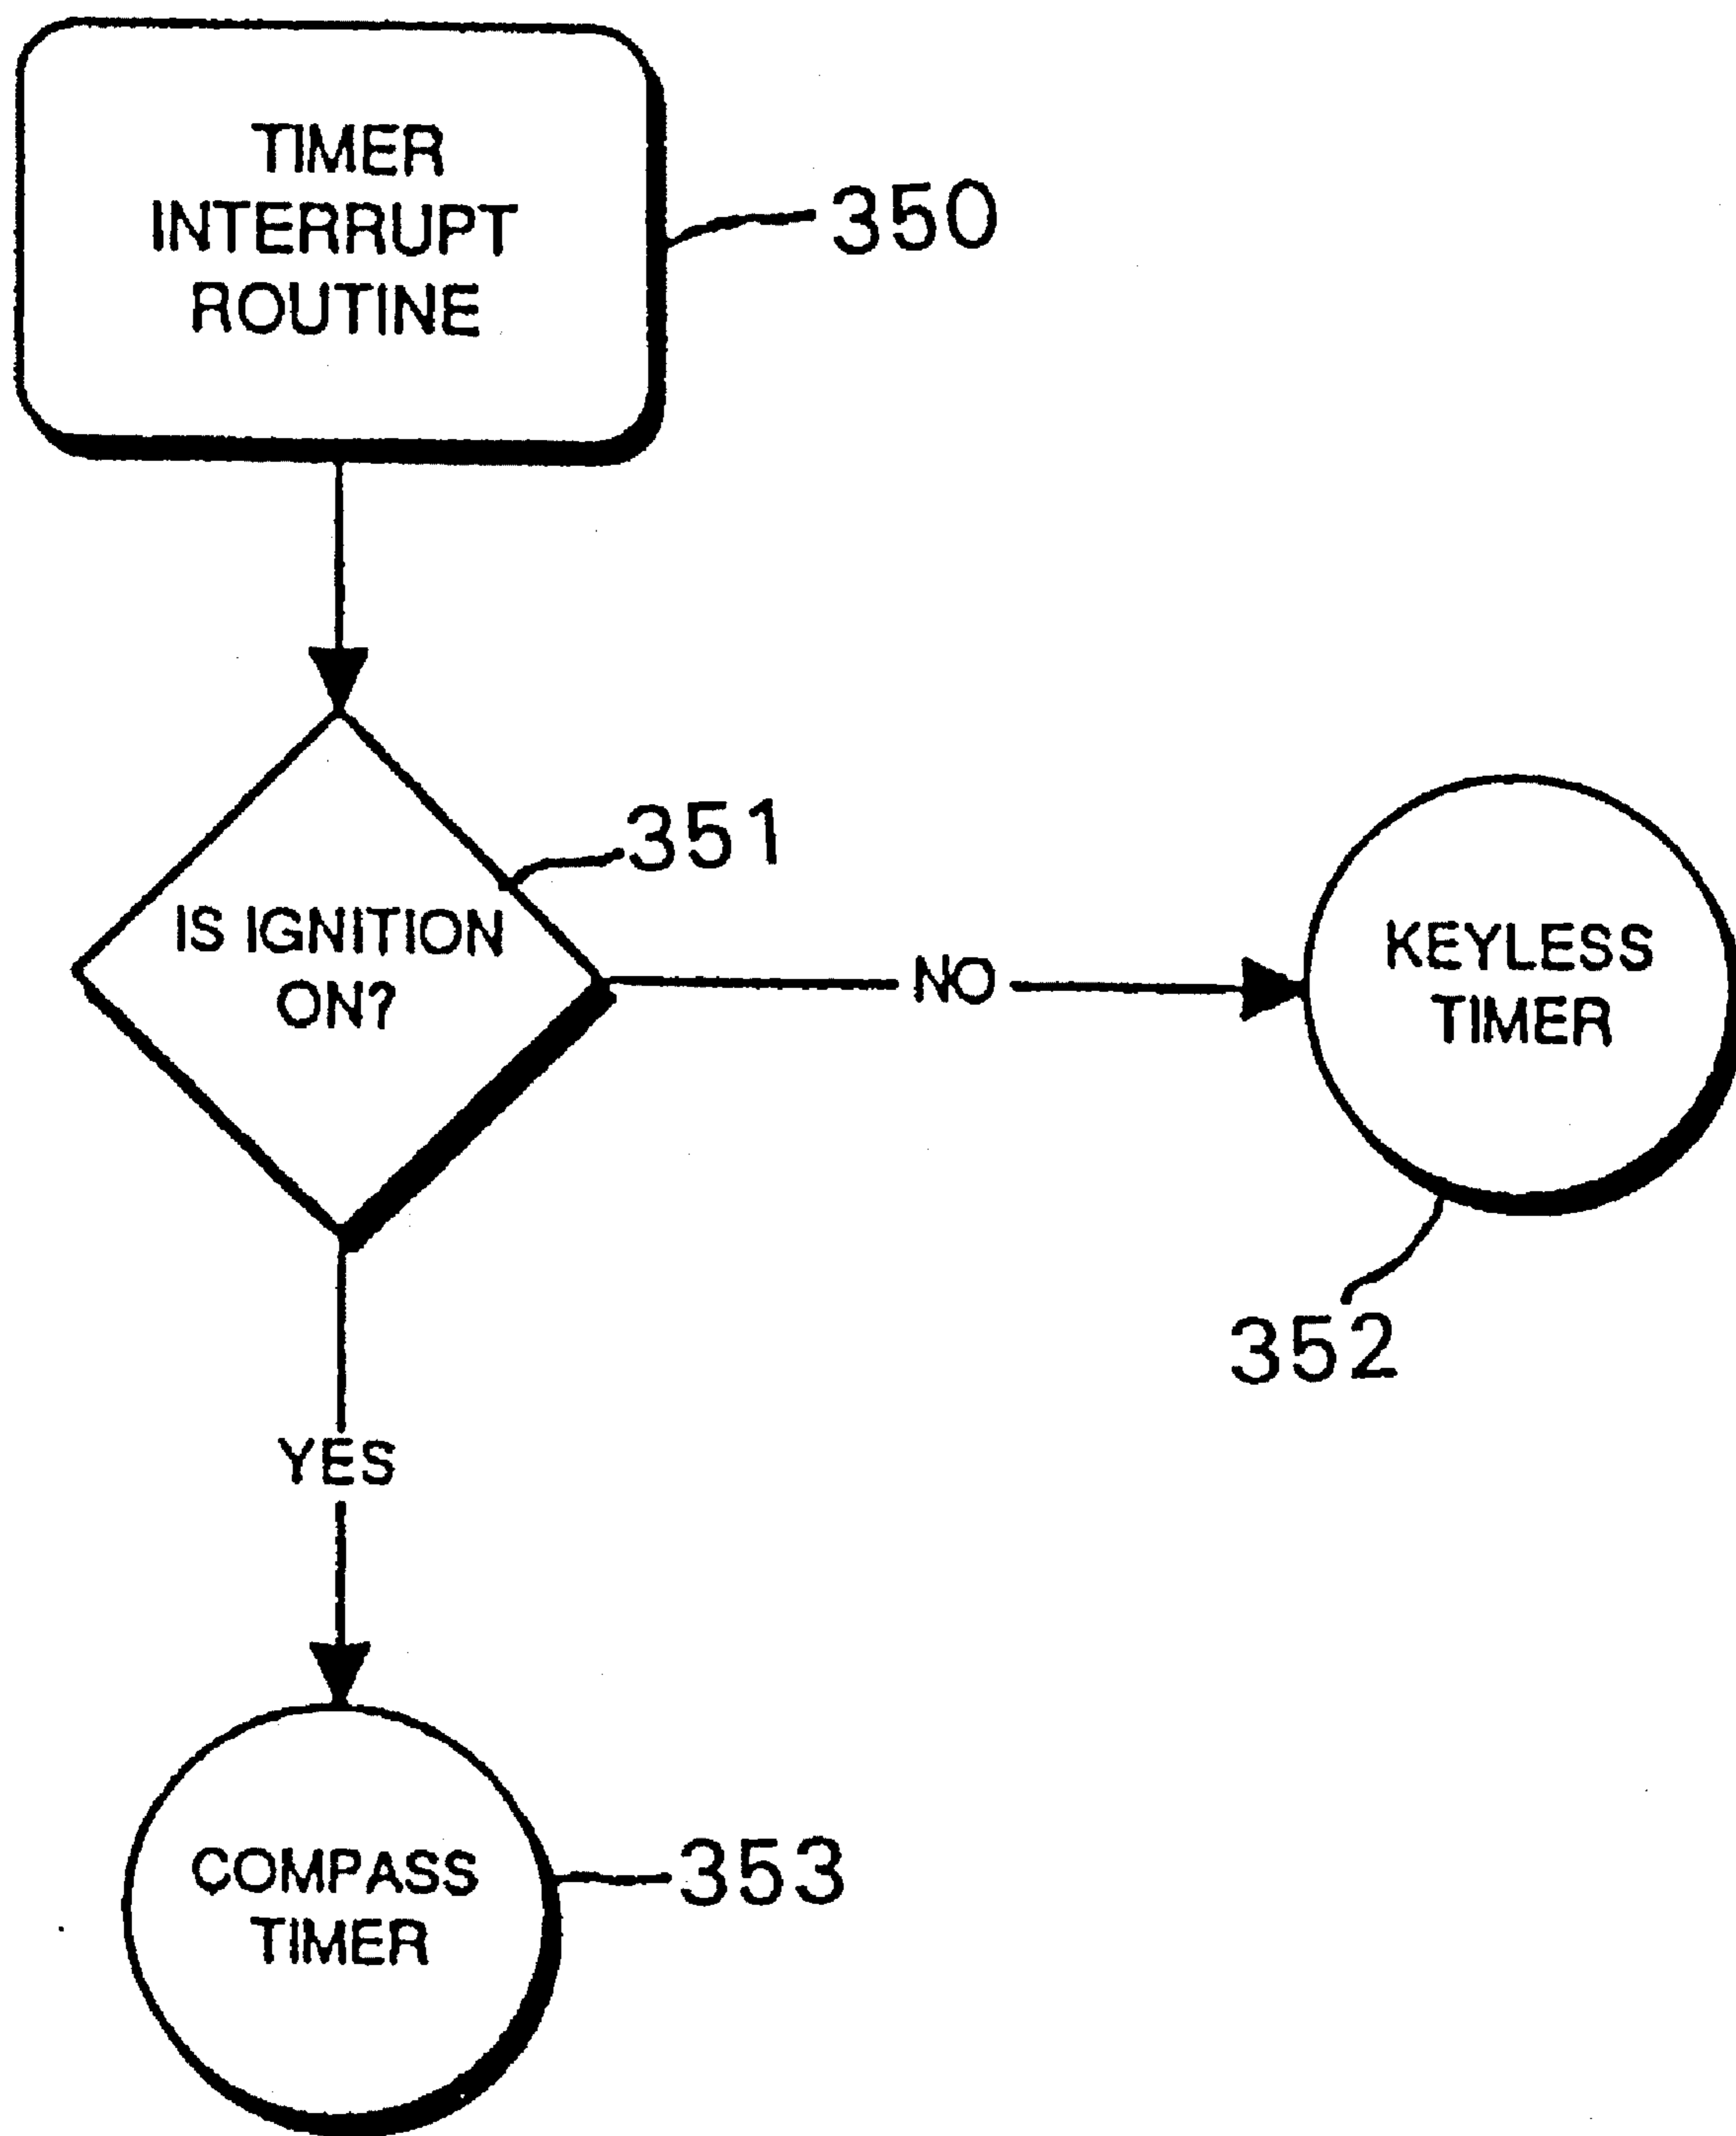 TIMER
INTERRUPT
ROUTINE
350
351
IS IGNITION
ON?
NO
KEYLESS
TIMER
352
YES
COMPASS
TIMER
353